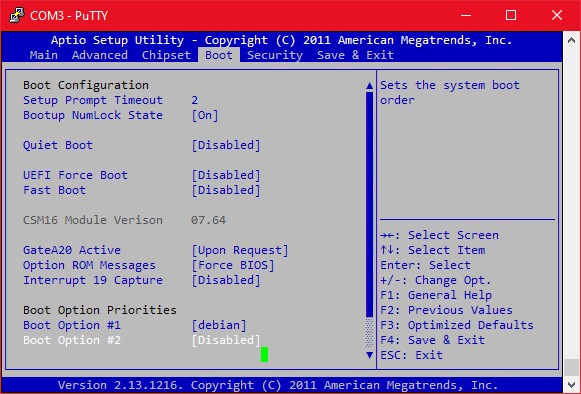 COM3 - PuTTY
Aptio Setup Utility - Copyright (C) 2011 American Megatrends, Inc.
Main Advanced Chipset Boot Security Save & Exit
Boot Configuration
Setup Prompt Timeout 2
Bootup NumLock State [On]
Quiet Boot [Disabled]
UEFI Force Boot [Disabled]
Fast Boot [Disabled]
CSM16 Module Verison 07.64
GateA20 Active [Upon Request]
Option ROM Messages [Force BIOS]
Interrupt 19 Capture [Disabled]
Boot Option Priorities
Boot Option #1 [debian]
Boot Option #2 [Disabled]
Sets the system boot
order
→←: Select Screen
↑↓: Select Item
Enter: Select
+/-: Change Opt.
F1: General Help
F2: Previous Values
F3: Optimized Defaults
F4: Save & Exit
ESC: Exit
Version 2.13.1216. Copyright (C) 2011 American Megatrends, Inc.